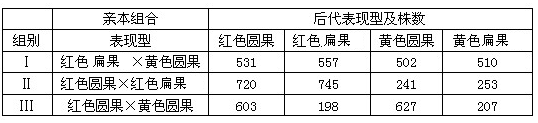 亲本组合 后代表现型及株数
组别 表现型 红色圆果 红色扁果 黄色圆果 黄色扁果
Ⅰ 红色 扁果 ×黄色圆果 531 557 502 510
Ⅱ 红色圆果×红色扁果 720 745 241 253
Ⅲ 红色圆果×黄色圆果 603 198 627 207